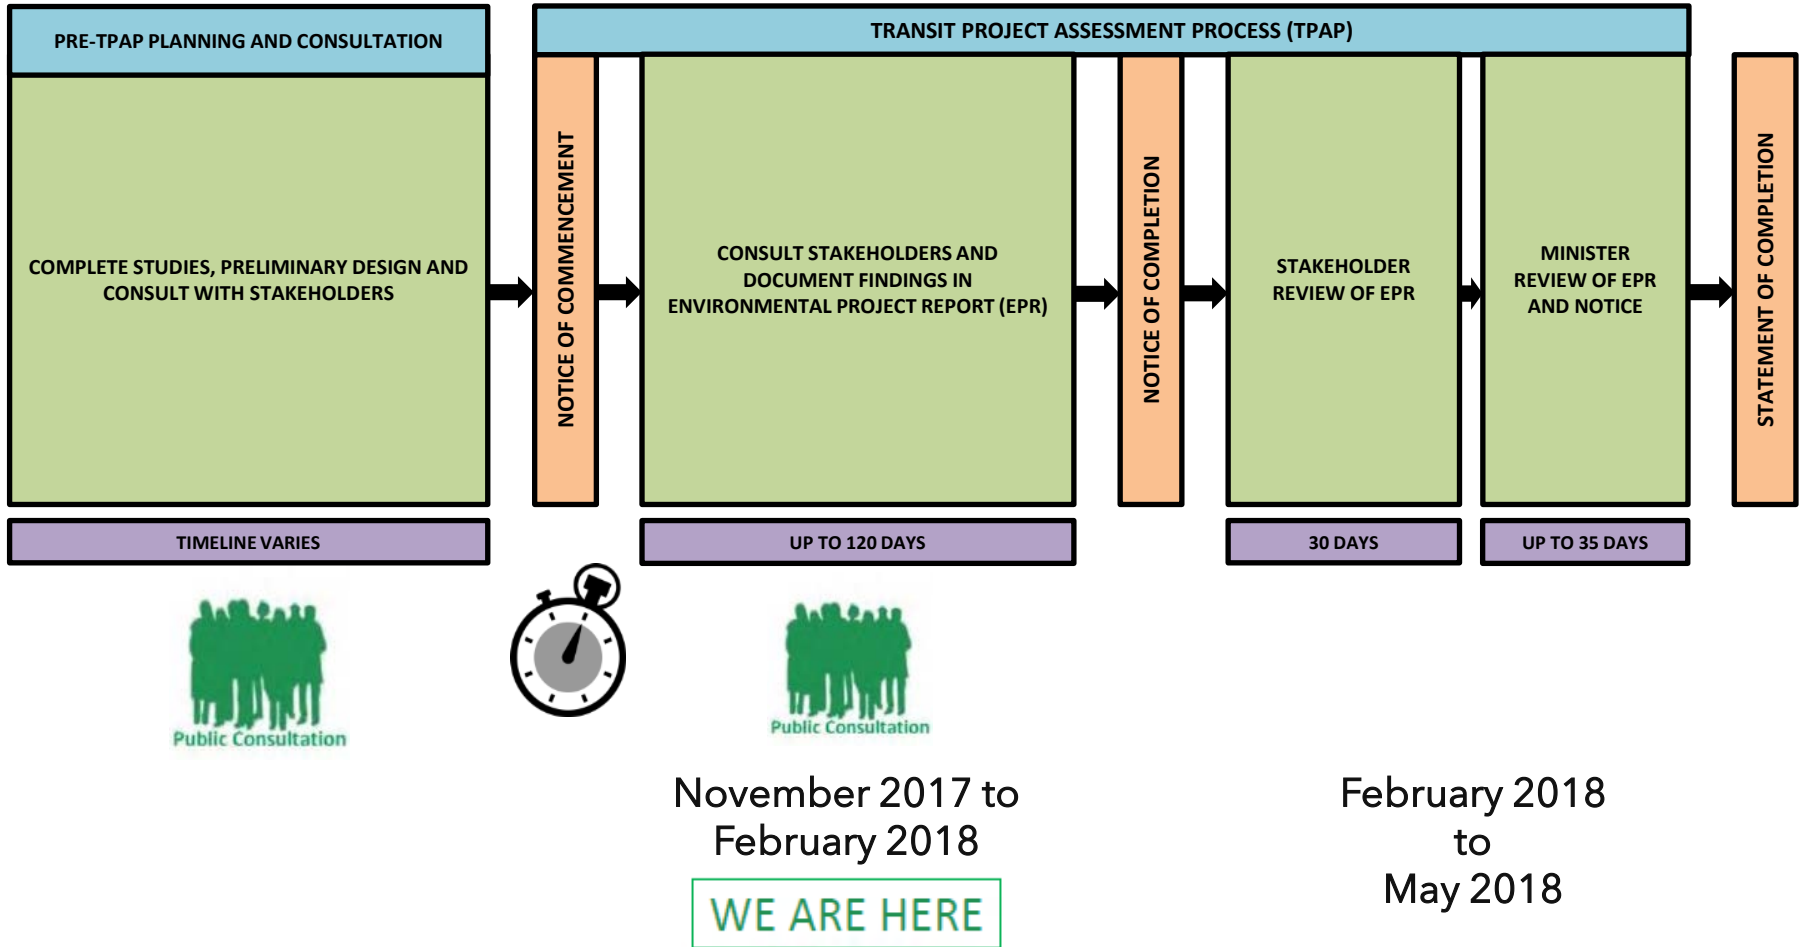 PRE-TPAP PLANNING AND CONSULTATION
TRANSIT PROJECT ASSESSMENT PROCESS (TPAP)
COMPLETE STUDIES, PRELIMINARY DESIGN AND
CONSULT WITH STAKEHOLDERS
NOTICE OF COMMENCEMENT
CONSULT STAKEHOLDERS AND
DOCUMENT FINDINGS IN
ENVIRONMENTAL PROJECT REPORT (EPR)
NOTICE OF COMPLETION
STAKEHOLDER
REVIEW OF EPR
MINISTER
REVIEW OF EPR
AND NOTICE
STATEMENT OF COMPLETION
TIMELINE VARIES
UP TO 120 DAYS
30 DAYS
UP TO 35 DAYS
Public Consultation
Public Consultation
November 2017 to
February 2018
WE ARE HERE
February 2018
to
May 2018